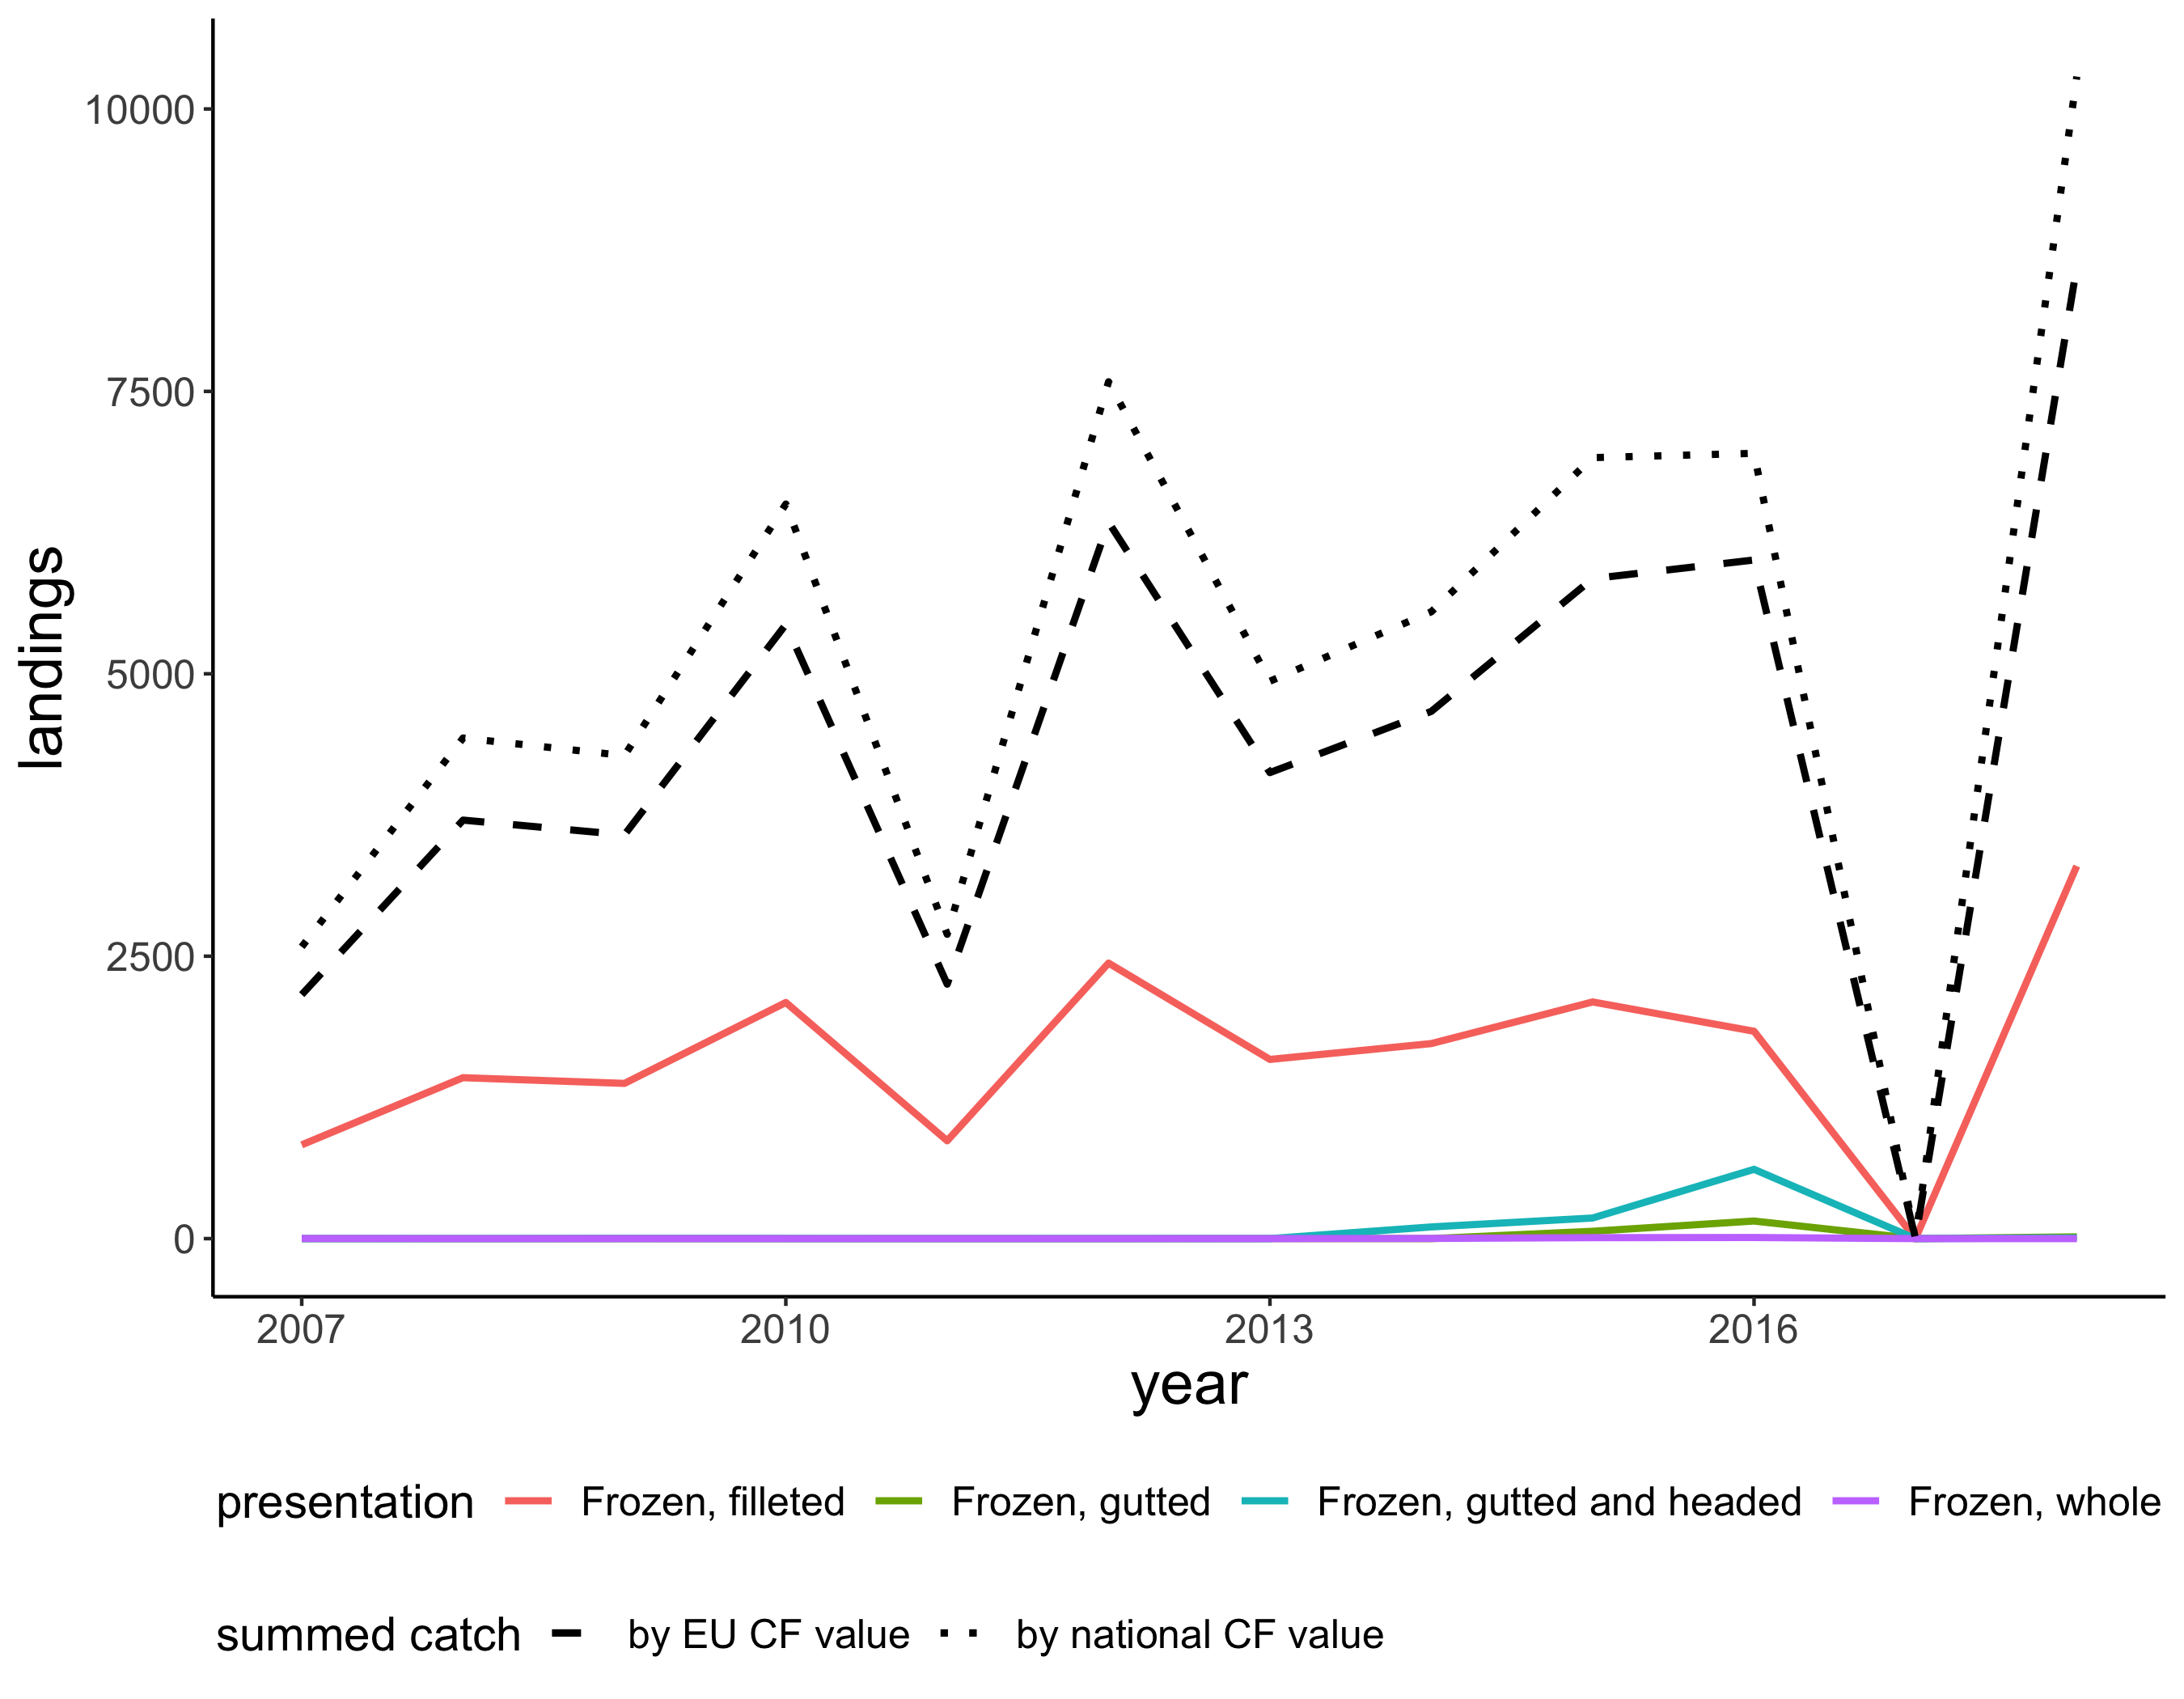 10000
7500
5000
2500
0
landings
2007 2010 2013 2016
year
presentation Frozen, filleted Frozen, gutted Frozen, gutted and headed Frozen, whole
summed catch by EU CF value by national CF value